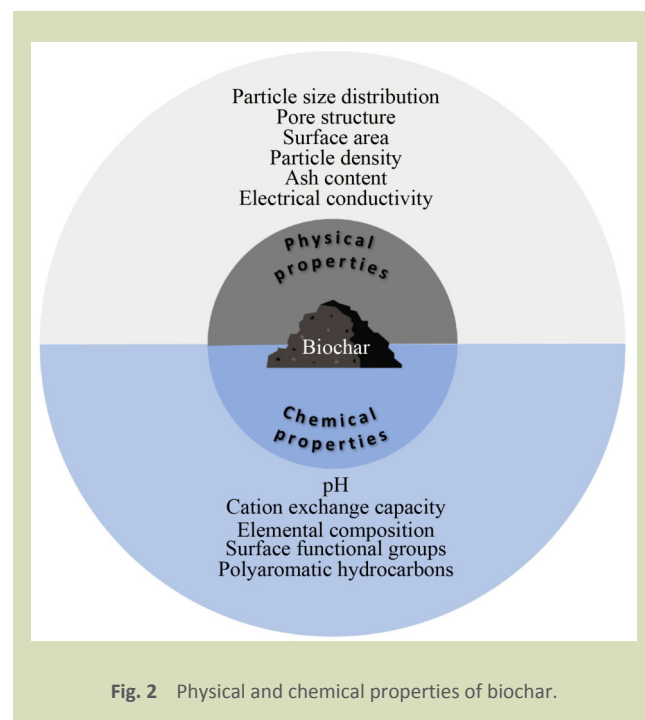 Particle size distribution
Pore structure
Surface area
Particle density
Ash content
Electrical conductivity
Physical
properties
Biochar
Chemical
properties
pH
Cation exchange capacity
Elemental composition
Surface functional groups
Polyaromatic hydrocarbons
Fig. 2 Physical and chemical properties of biochar.